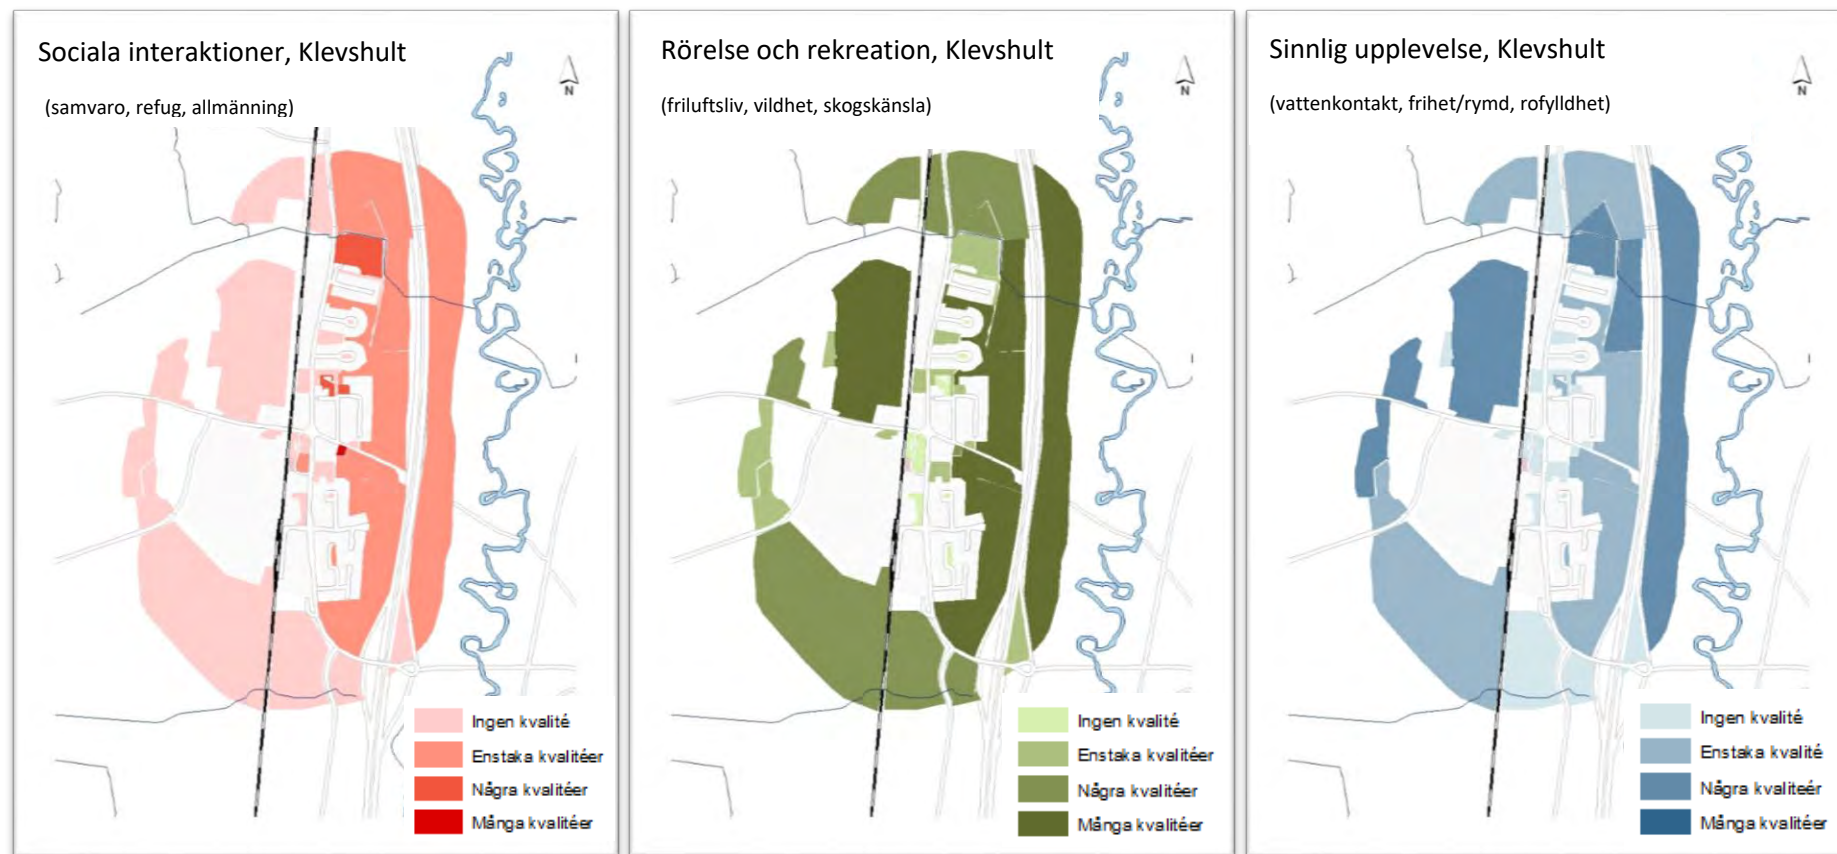 Sociala interaktioner, Klevshult
(samvaro, refug, allmänning)
N
Ingen kvalité
Enstaka kvalitéer
Några kvalitéer
Många kvalitéer
Rörelse och rekreation, Klevshult
(friluftsliv, vildhet, skogskänsla)
N
Ingen kvalité
Enstaka kvalitéer
Några kvalitéer
Många kvalitéer
Sinnlig upplevelse, Klevshult
(vattenkontakt, frihet/rymd, rofylldhet)
N
Ingen kvalité
Enstaka kvalité
Några kvaliteér
Många kvalitéer